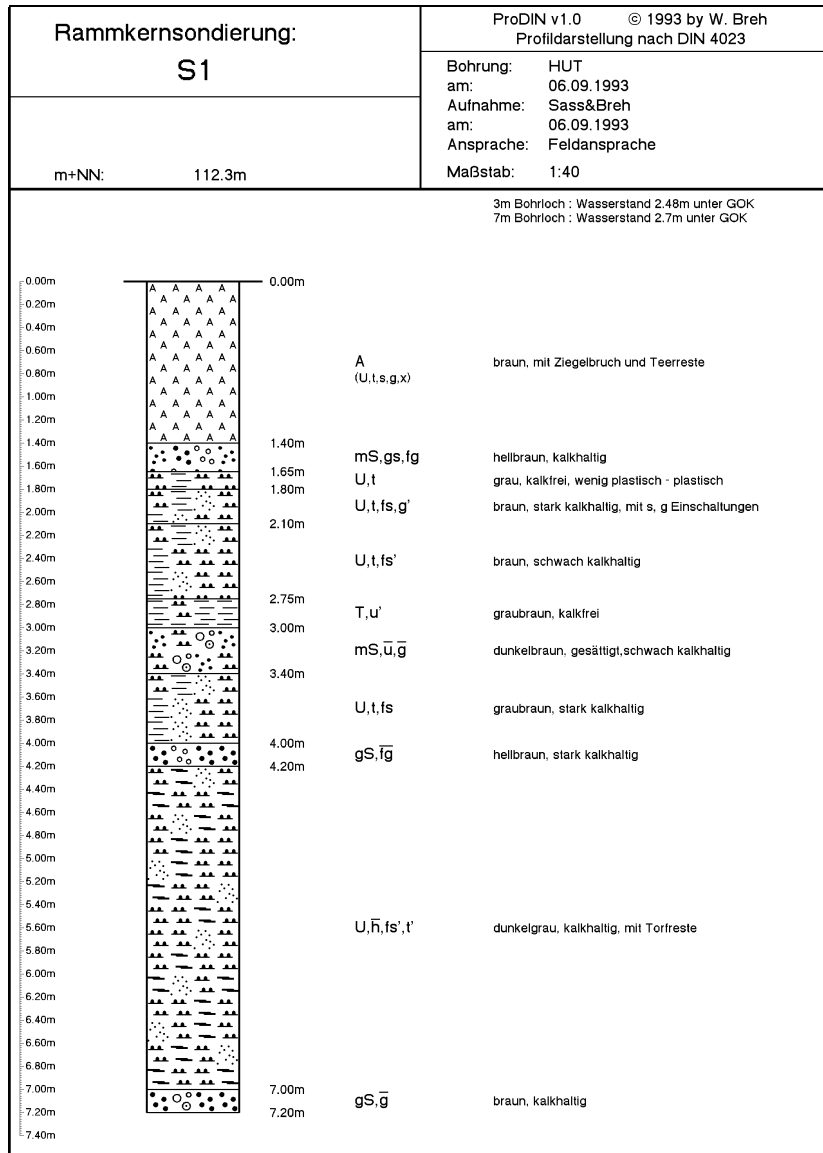 Rammkernsondierung:
S1
m+NN: 112.3m
ProDIN v1.0 © 1993 by W. Breh
Profildarstellung nach DIN 4023
Bohrung: HUT
am: 06.09.1993
Aufnahme: Sass&Breh
am: 06.09.1993
Ansprache: Feldansprache
Maßstab: 1:40
3m Bohrloch : Wasserstand 2.48m unter GOK
7m Bohrloch : Wasserstand 2.7m unter GOK
0.00m
0.20m
0.40m
0.60m
0.80m
1.00m
1.20m
1.40m
1.60m
1.80m
2.00m
2.20m
2.40m
2.60m
2.80m
3.00m
3.20m
3.40m
3.60m
3.80m
4.00m
4.20m
4.40m
4.60m
4.80m
5.00m
5.20m
5.40m
5.60m
5.80m
6.00m
6.20m
6.40m
6.60m
6.80m
7.00m
7.20m
7.40m
0.00m
1.40m
1.65m
1.80m
2.10m
2.75m
3.00m
3.40m
4.00m
4.20m
7.00m
7.20m
A braun, mit Ziegelbruch und Teerreste
(U,t,s,g,x)
mS,gs,fg hellbraun, kalkhaltig
U,t grau, kalkfrei, wenig plastisch - plastisch
U,t,fs,g' braun, stark kalkhaltig, mit s, g Einschaltungen
U,t,fs' braun, schwach kalkhaltig
T,u' graubraun, kalkfrei
mS,u̅,g̅ dunkelbraun, gesättigt,schwach kalkhaltig
U,t,fs graubraun, stark kalkhaltig
gS,f̅g̅ hellbraun, stark kalkhaltig
U,h̅,fs',t' dunkelgrau, kalkhaltig, mit Torfreste
gS,g̅ braun, kalkhaltig